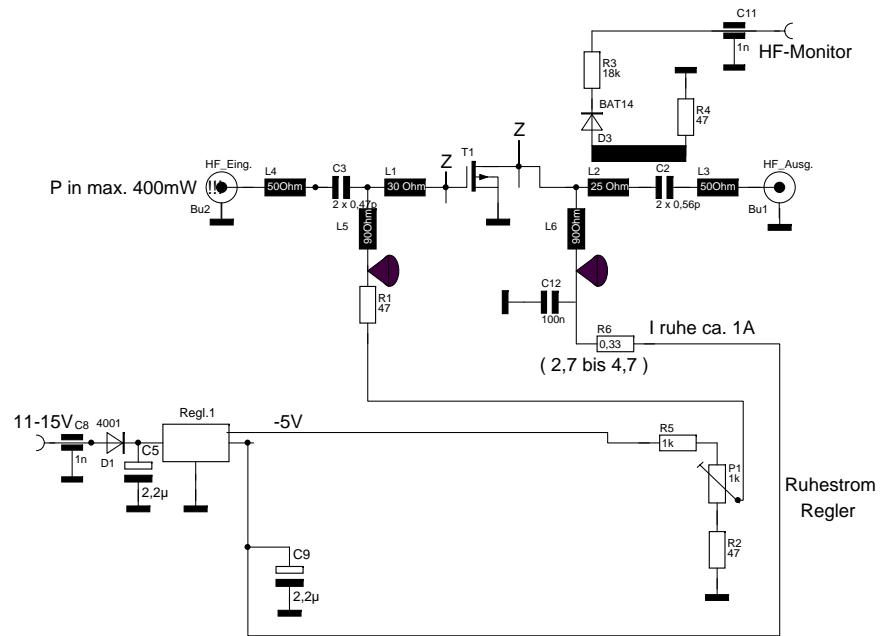 C11
1n
HF-Monitor
R3
18k
BAT14
D3
R4
47
Z
Z
T1
P in max. 400mW !!!
HF_Eing.
Bu2
L4
50Ohm
C3
2 x 0,47p
L1
30 Ohm
L2
25 Ohm
C2
2 x 0,56p
L3
50Ohm
HF_Ausg.
Bu1
L5
90Ohm
L6
90Ohm
R1
47
C12
100n
R6
0,33
I ruhe ca. 1A
( 2,7 bis 4,7 )
11-15V
C8
1n
4001
D1
C5
2,2µ
Regl.1
-5V
R5
1k
P1
1k
Ruhestrom
Regler
R2
47
C9
2,2µ